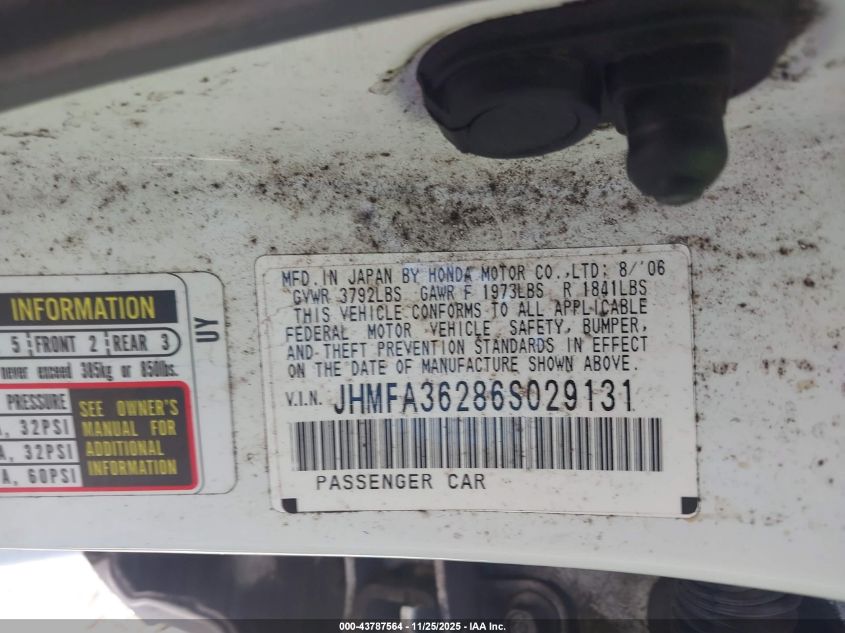 MFD. IN JAPAN BY HONDA MOTOR CO.,LTD: 8/'06
GVWR 3792LBS GAWR F 1973LBS R 1841LBS
THIS VEHICLE CONFORMS TO ALL APPLICABLE
FEDERAL MOTOR VEHICLE SAFETY, BUMPER,
AND THEFT PREVENTION STANDARDS IN EFFECT
ON THE DATE OF MANUFACTURE SHOWN ABOVE.
V.I.N. JHMFA36286S029131
PASSENGER CAR
INFORMATION
5 FRONT 2 REAR 3
never exceed 385kg or 850lbs.
PRESSURE
, 32PSI
A, 32PSI
A, 60PSI
SEE OWNER'S
MANUAL FOR
ADDITIONAL
INFORMATION
UY
000-43787564 - 11/25/2025 - IAA Inc.